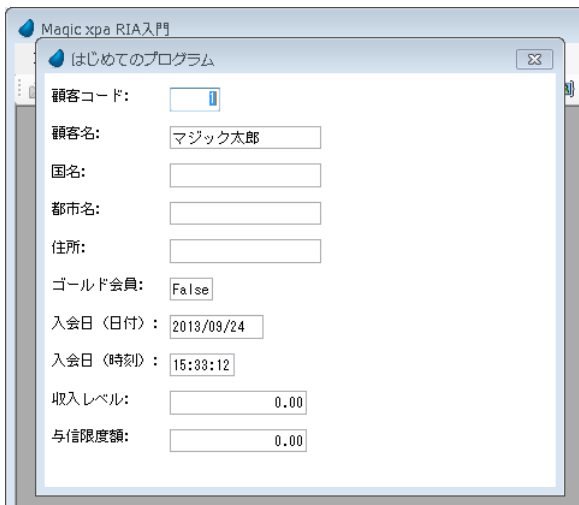 Magic xpa RIA入門
はじめてのプログラム
顧客コード: 1
顧客名: マジック太郎
国名:
都市名:
住所:
ゴールド会員: False
入会日（日付）: 2013/09/24
入会日（時刻）: 15:33:12
収入レベル: 0.00
与信限度額: 0.00